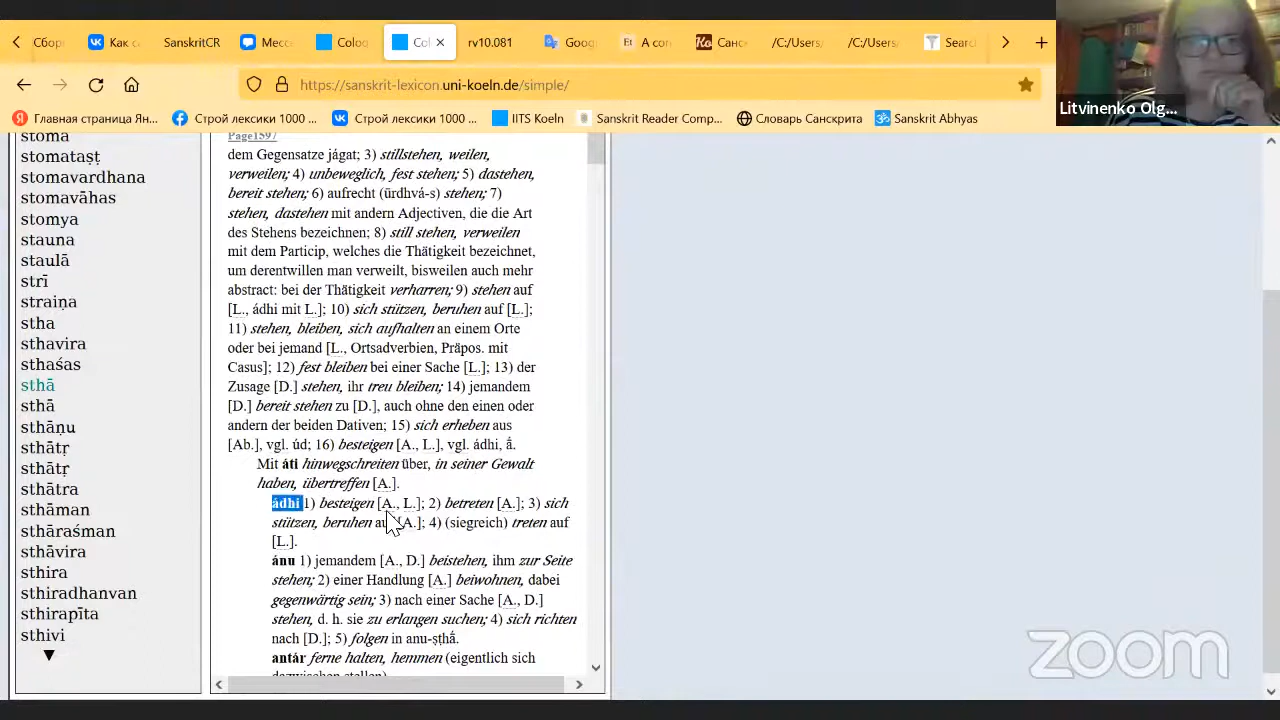 Сбор
Как с
SanskritCR
Месс
Coloq
Col
rv10.081
Goog
Et
A con
Ко
Санск
/C:/Users/
/C:/Users/
Searc
https://sanskrit-lexicon.uni-koeln.de/simple/
Litvinenko Olg...
Главная страница Ян...
Строй лексики 1000 ...
Строй лексики 1000 ...
IITS Koeln
Sanskrit Reader Comp...
Словарь Санскрита
Sanskrit Abhyas
stoma
stomataṣṭ
stomavardhana
stomavāhas
stomya
stauna
staulā
strī
straiṇa
stha
sthavira
sthaśas
sthā
sthā
sthāṇu
sthātṛ
sthātṛ
sthātra
sthāman
sthāraśman
sthāvira
sthira
sthiradhanvan
sthirapīta
sthivi
Page1597
dem Gegensatze jágat; 3) stillstehen, weilen,
verweilen; 4) unbeweglich, fest stehen; 5) dastehen,
bereit stehen; 6) aufrecht (ūrdhvá-s) stehen; 7)
stehen, dastehen mit andern Adjectiven, die die Art
des Stehens bezeichnen; 8) still stehen, verweilen
mit dem Particip, welches die Thätigkeit bezeichnet,
um derentwillen man verweilt, bisweilen auch mehr
abstract: bei der Thätigkeit verharren; 9) stehen auf
[L., ádhi mit L.]; 10) sich stützen, beruhen auf [L.];
11) stehen, bleiben, sich aufhalten an einem Orte
oder bei jemand [L., Ortsadverbien, Präpos. mit
Casus]; 12) fest bleiben bei einer Sache [L.]; 13) der
Zusage [D.] stehen, ihr treu bleiben; 14) jemandem
[D.] bereit stehen zu [D.], auch ohne den einen oder
andern der beiden Dativen; 15) sich erheben aus
[Ab.], vgl. úd; 16) besteigen [A., L.], vgl. ádhi, ā́.
Mit áti hinwegschreiten über, in seiner Gewalt
haben, übertreffen [A.].
ádhi 1) besteigen [A., L.]; 2) betreten [A.]; 3) sich
stützen, beruhen au [A.]; 4) (siegreich) treten auf
[L.].
ánu 1) jemandem [A., D.] beistehen, ihm zur Seite
stehen; 2) einer Handlung [A.] beiwohnen, dabei
gegenwärtig sein; 3) nach einer Sache [A., D.]
stehen, d. h. sie zu erlangen suchen; 4) sich richten
nach [D.]; 5) folgen in anu-ṣṭhā́.
antár ferne halten, hemmen (eigentlich sich
dazwischen stellen)
zoom